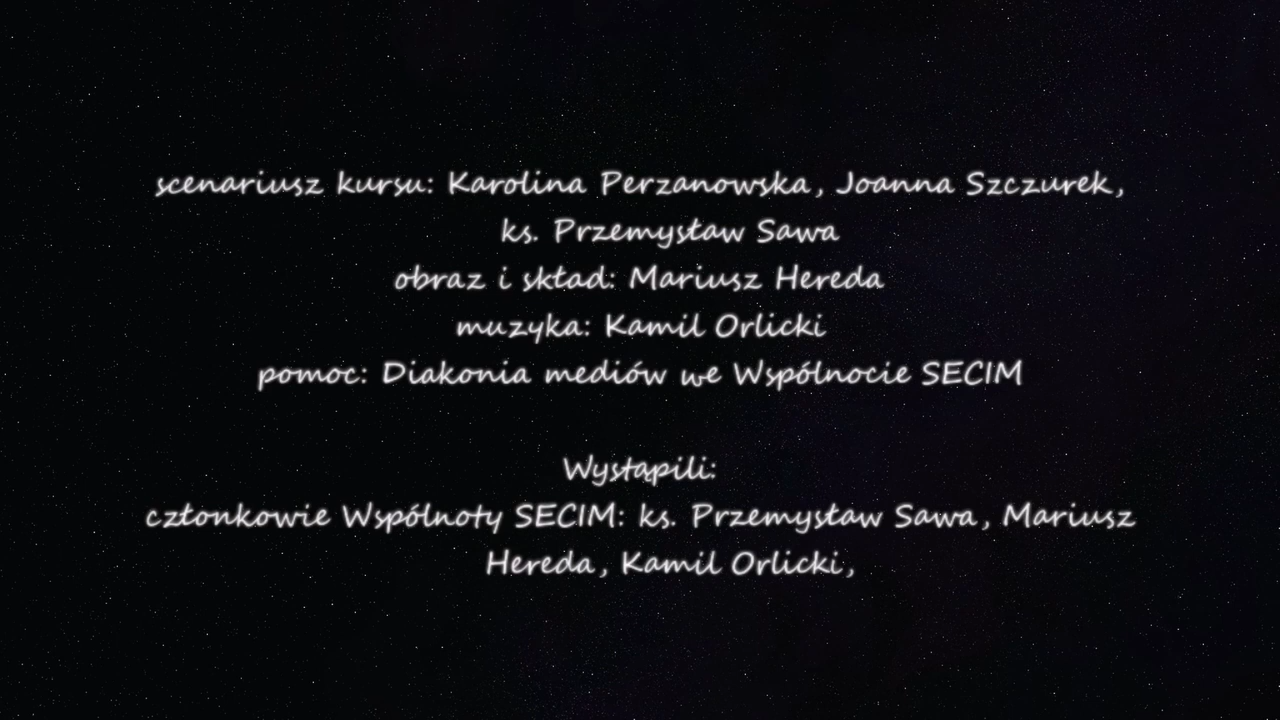 scenariusz kursu: Karolina Perzanowska, Joanna Szczurek,
ks. Przemysław Sawa
obraz i skład: Mariusz Hereda
muzyka: Kamil Orlicki
pomoc: Diakonia mediów we Wspólnocie SECIM
Wystąpili:
członkowie Wspólnoty SECIM: ks. Przemysław Sawa, Mariusz
Hereda, Kamil Orlicki,